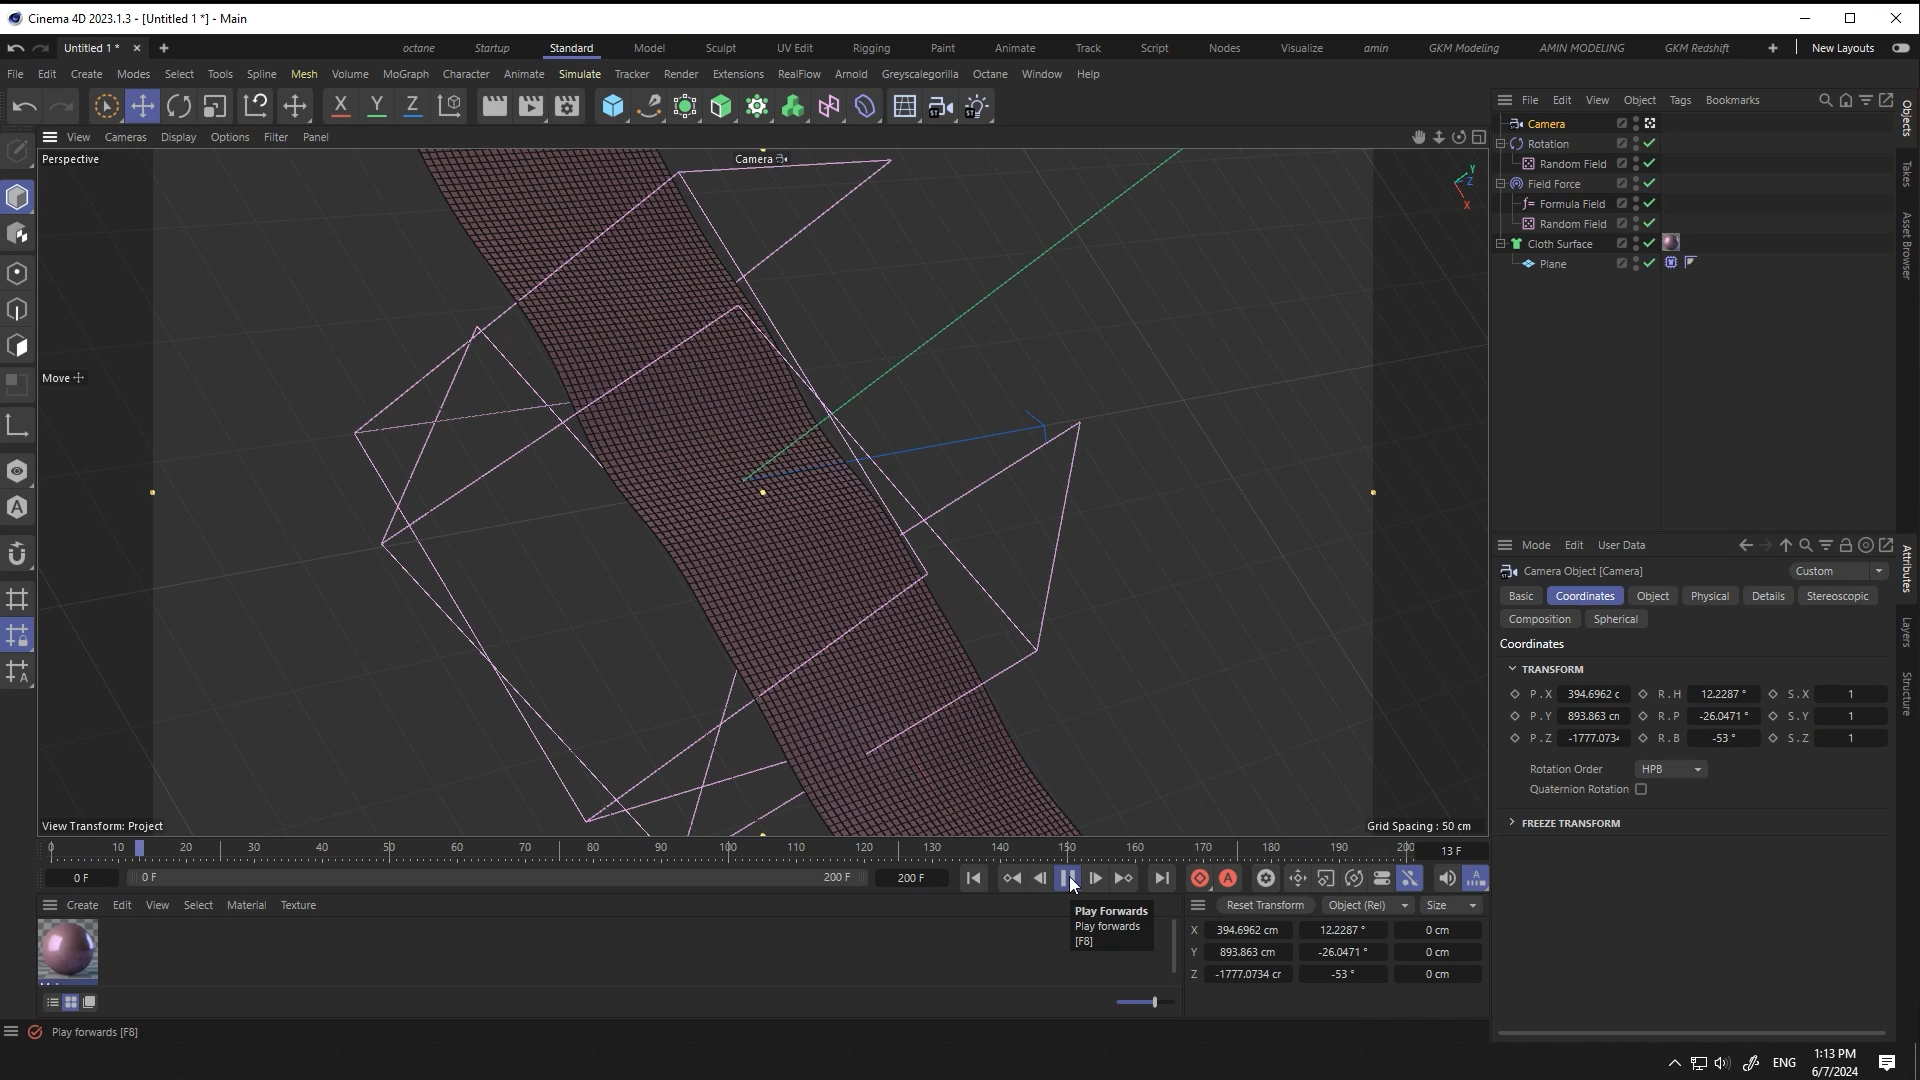 Cinema 4D 2023.1.3 - [Untitled 1 *] - Main
Untitled 1 *
octane Startup Standard Model Sculpt UV Edit Rigging Paint Animate Track Script Nodes Visualize amin GKM Modeling AMIN MODELING GKM Redshift New Layouts
File Edit Create Modes Select Tools Spline Mesh Volume MoGraph Character Animate Simulate Tracker Render Extensions RealFlow Arnold Greyscalegorilla Octane Window Help
X Y Z
File Edit View Object Tags Bookmarks
View Cameras Display Options Filter Panel
Perspective
Camera
Y
Z
X
Move
View Transform: Project
Grid Spacing : 50 cm
Camera
Rotation
Random Field
Field Force
Formula Field
Random Field
Cloth Surface
Plane
Objects
Takes
Asset Browser
Attributes
Layers
Structure
Mode Edit User Data
Camera Object [Camera]
Custom
Basic Coordinates Object Physical Details Stereoscopic
Composition Spherical
Coordinates
TRANSFORM
P . X 394.6962 c R . H 12.2287 ° S . X 1
P . Y 893.863 cn R . P -26.0471 ° S . Y 1
P . Z -1777.0734 R . B -53 ° S . Z 1
Rotation Order HPB
Quaternion Rotation
FREEZE TRANSFORM
0 10 20 30 40 50 60 70 80 90 100 110 120 130 140 150 160 170 180 190 200 13 F
0 F 0 F 200 F 200 F
Create Edit View Select Material Texture
Play Forwards
Play forwards
[F8]
Reset Transform Object (Rel) Size
X 394.6962 cm 12.2287 ° 0 cm
Y 893.863 cm -26.0471 ° 0 cm
Z -1777.0734 cr -53 ° 0 cm
Play forwards [F8]
ENG
1:13 PM
6/7/2024